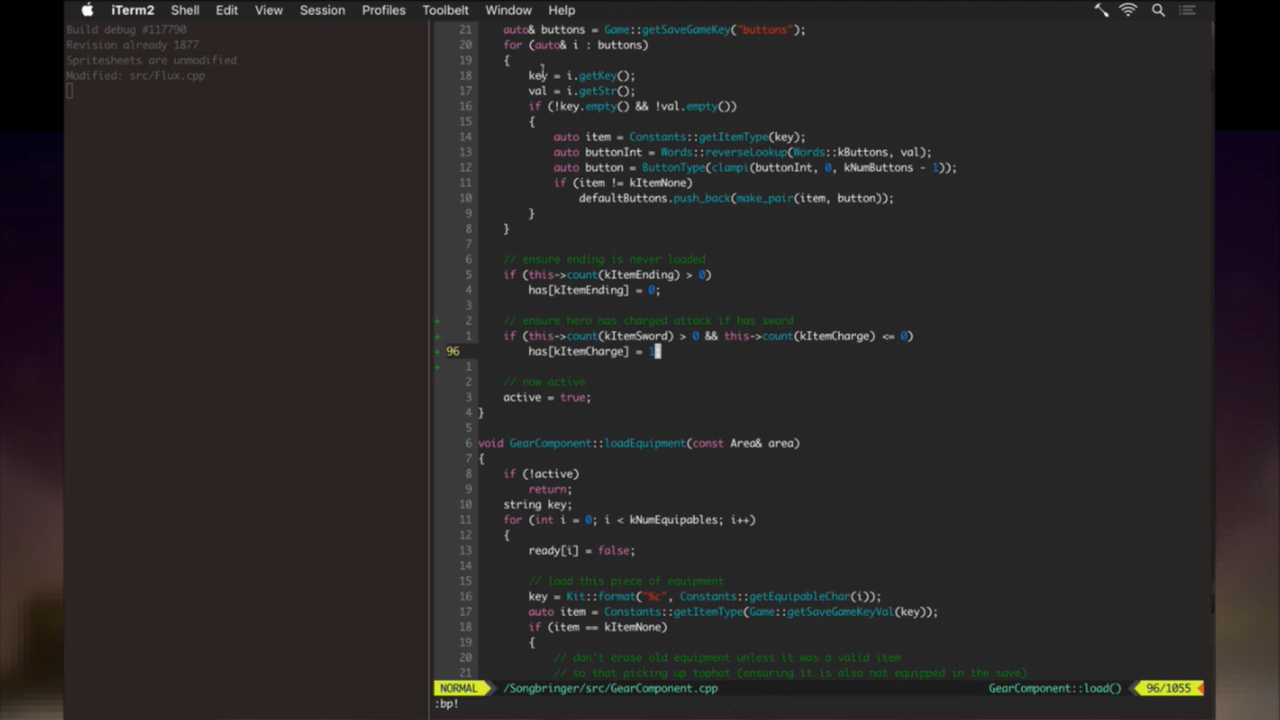 iTerm2 Shell Edit View Session Profiles Toolbelt Window Help
Build debug #117790
Revision already 1877
Spritesheets are unmodified
Modified: src/Flux.cpp
21 auto& buttons = Game::getSaveGameKey("buttons");
20 for (auto& i : buttons)
19 {
18 key = i.getKey();
17 val = i.getStr();
16 if (!key.empty() && !val.empty())
15 {
14 auto item = Constants::getItemType(key);
13 auto buttonInt = Words::reverseLookup(Words::kButtons, val);
12 auto button = ButtonType(clampi(buttonInt, 0, kNumButtons - 1));
11 if (item != kItemNone)
10 defaultButtons.push_back(make_pair(item, button));
9 }
8 }
7
6 // ensure ending is never loaded
5 if (this->count(kItemEnding) > 0)
4 has[kItemEnding] = 0;
3
+ 2 // ensure hero has charged attack if has sword
+ 1 if (this->count(kItemSword) > 0 && this->count(kItemCharge) <= 0)
+ 96 has[kItemCharge] = 1
+ 1
2 // now active
3 active = true;
4 }
5
6 void GearComponent::loadEquipment(const Area& area)
7 {
8 if (!active)
9 return;
10 string key;
11 for (int i = 0; i < kNumEquipables; i++)
12 {
13 ready[i] = false;
14
15 // load this piece of equipment
16 key = Kit::format("%c", Constants::getEquipableChar(i));
17 auto item = Constants::getItemType(Game::getSaveGameKeyVal(key));
18 if (item == kItemNone)
19 {
20 // don't erase old equipment unless it was a valid item
21 // so that picking up tophat (ensuring it is also not equipped in the save)
NORMAL /Songbringer/src/GearComponent.cpp GearComponent::load() 96/1055
:bp!